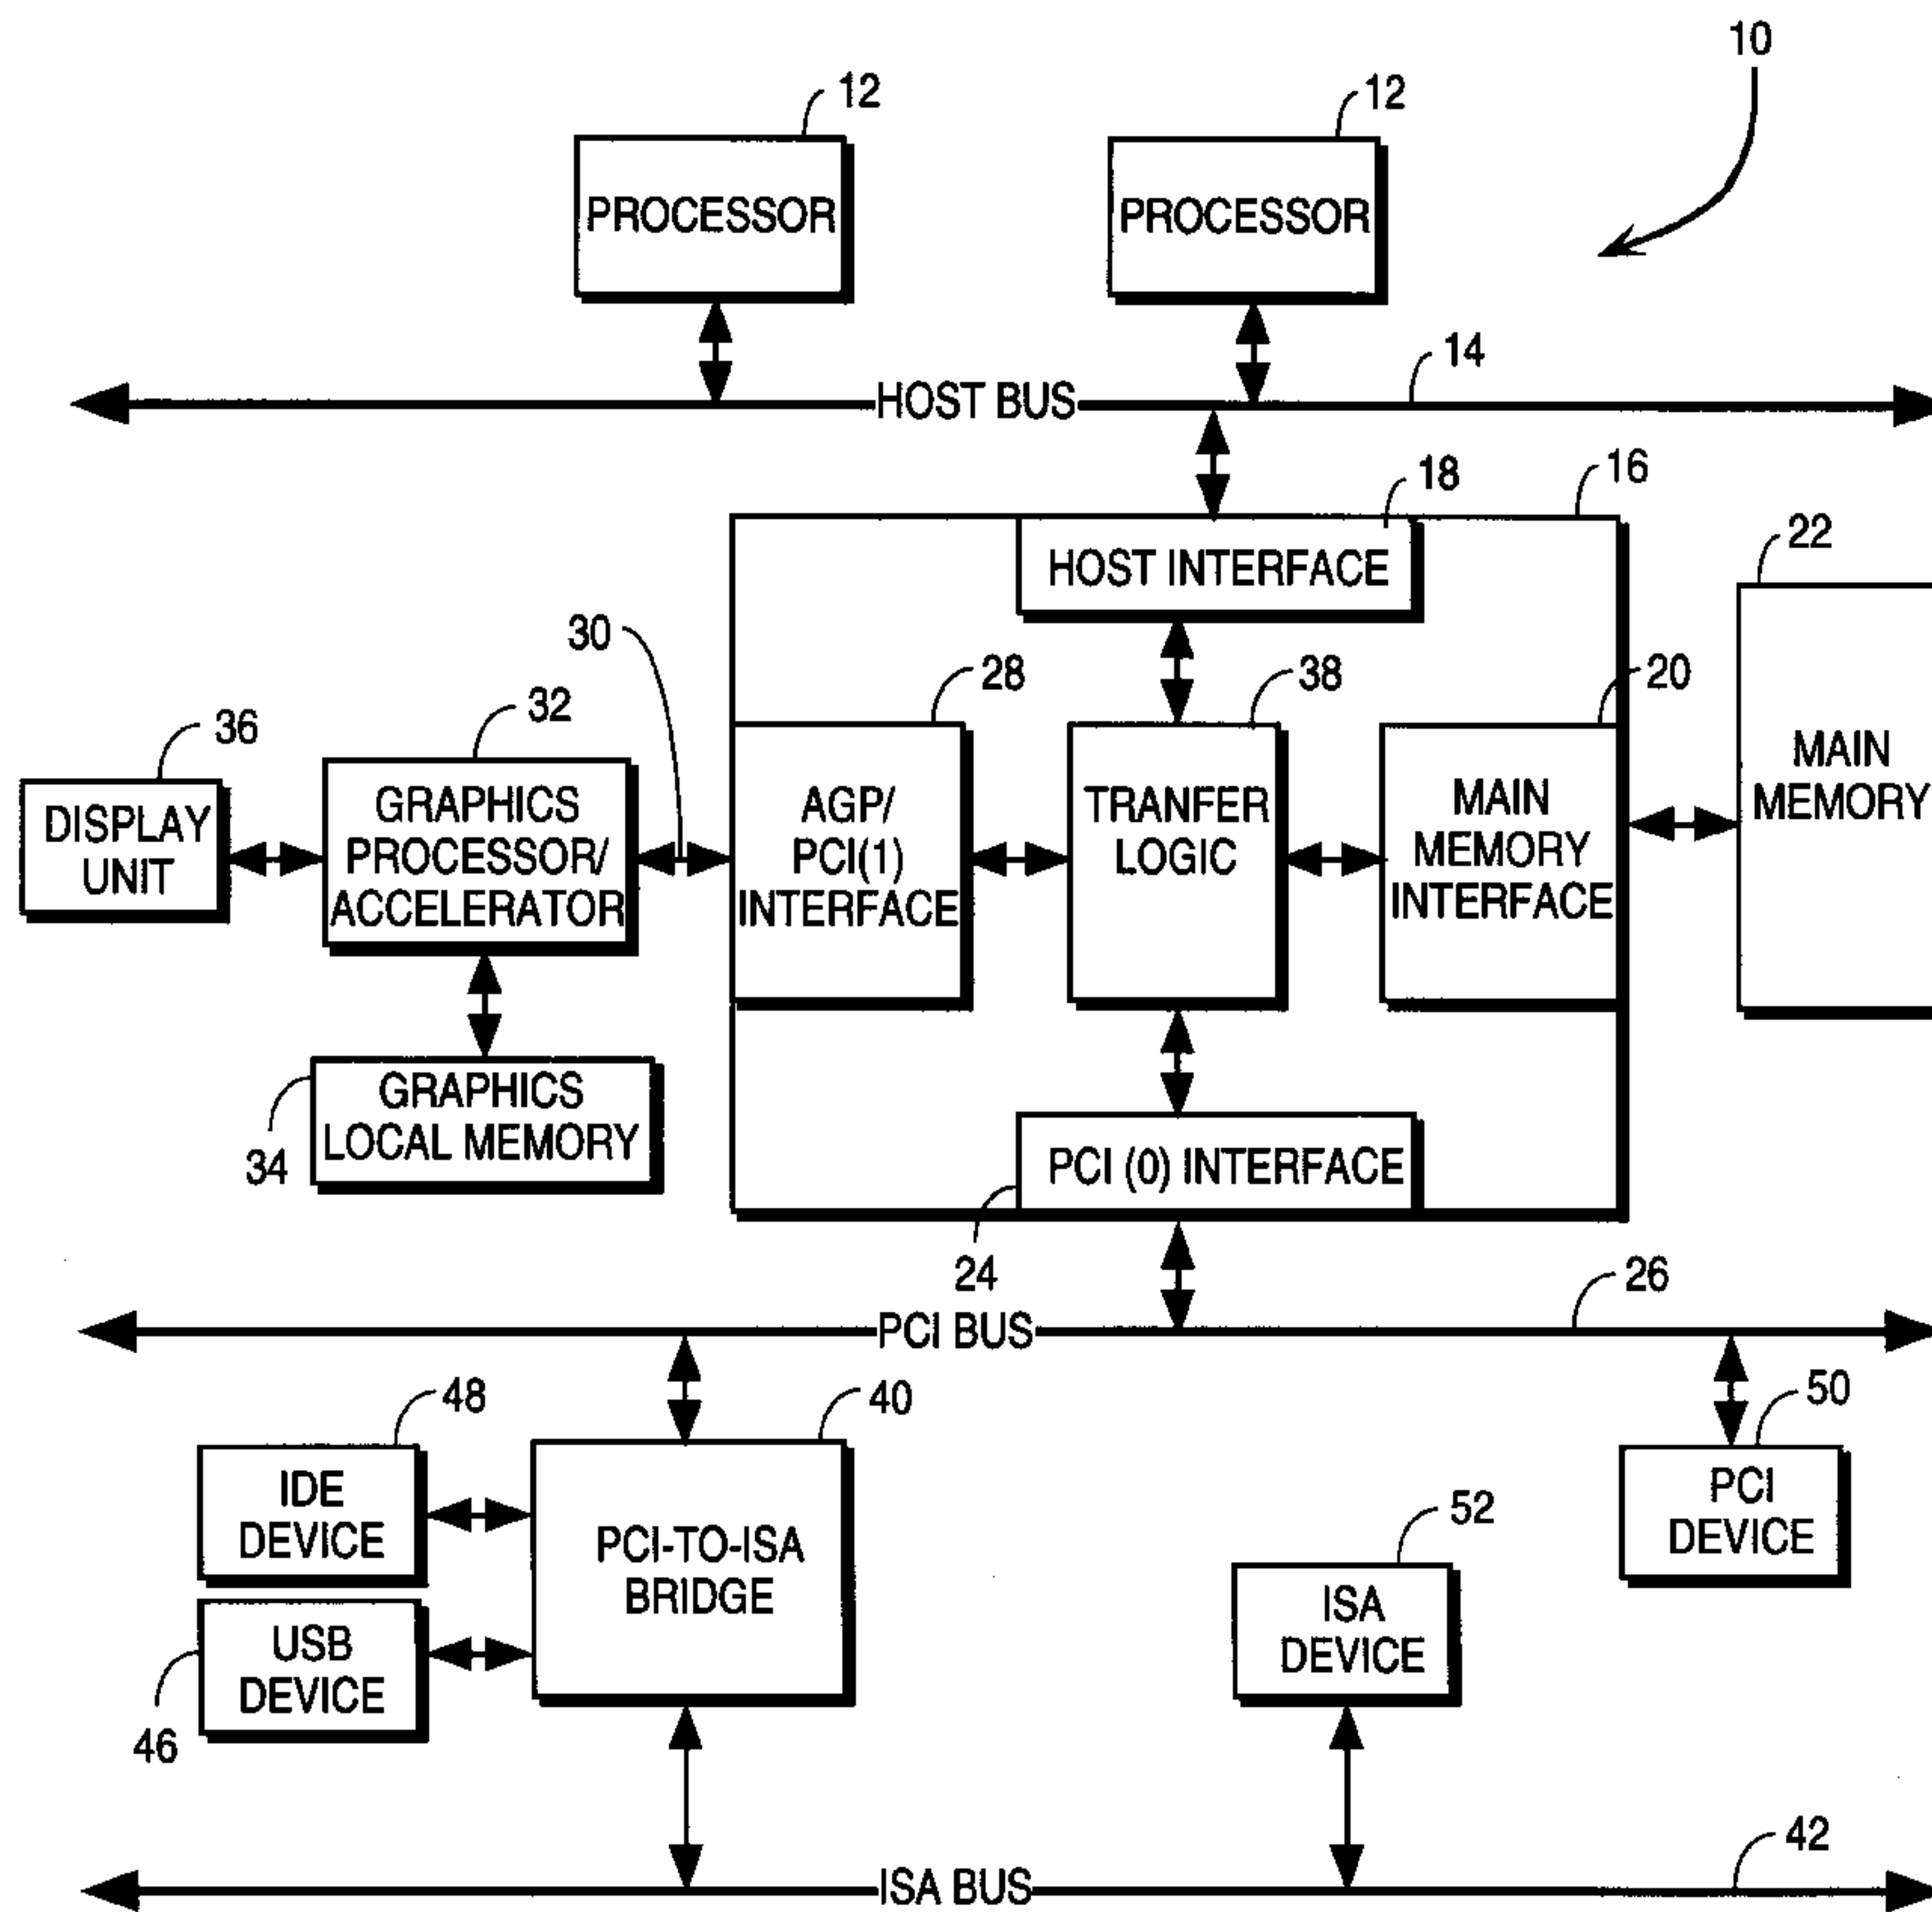 10
12
12
PROCESSOR
PROCESSOR
14
HOST BUS
16
18
22
HOST INTERFACE
30
28
38
20
32
36
MAIN
MEMORY
DISPLAY
UNIT
GRAPHICS
PROCESSOR/
ACCELERATOR
AGP/
PCI(1)
INTERFACE
TRANFER
LOGIC
MAIN
MEMORY
INTERFACE
GRAPHICS
LOCAL MEMORY
34
PCI (0) INTERFACE
24
26
PCI BUS
48
40
50
IDE
DEVICE
PCI-TO-ISA
BRIDGE
52
PCI
DEVICE
USB
DEVICE
ISA
DEVICE
46
42
ISA BUS